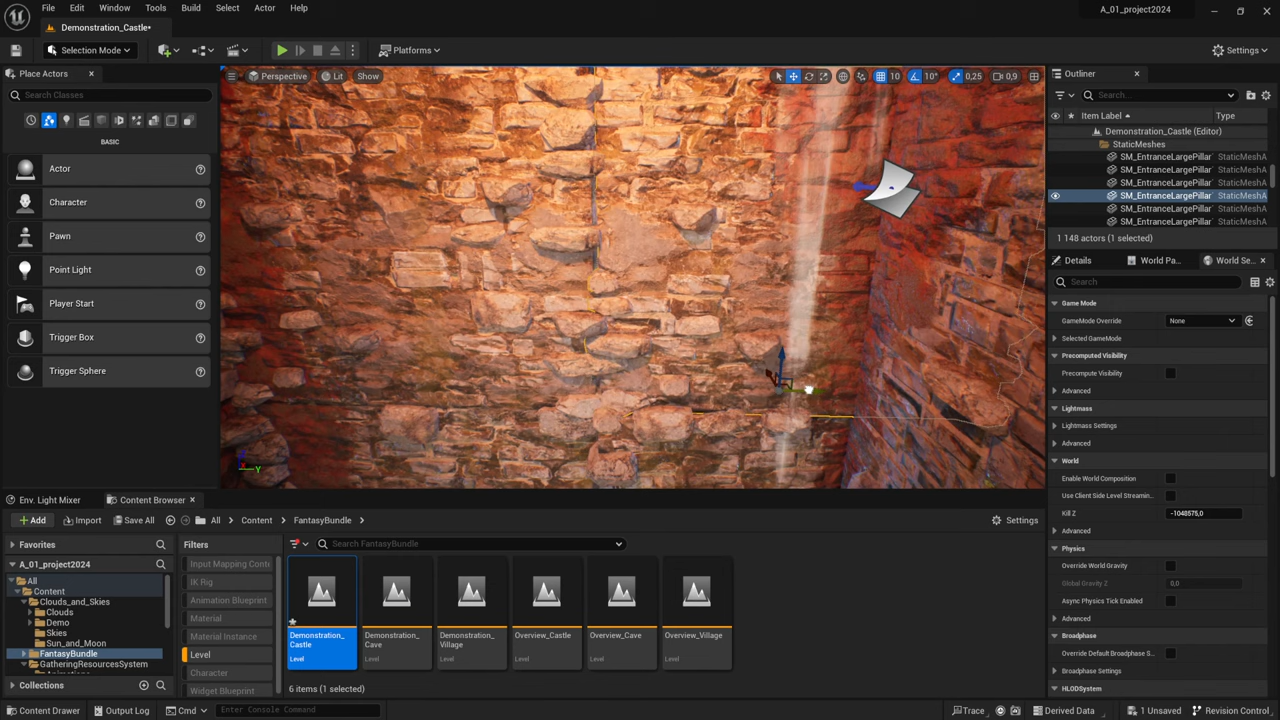 File Edit Window Tools Build Select Actor Help
A_01_project2024
Demonstration_Castle*
Selection Mode
Platforms
Settings
Place Actors
Search Classes
BASIC
Actor
Character
Pawn
Point Light
Player Start
Trigger Box
Trigger Sphere
Perspective Lit Show
10 10° 0,25 0,9
Outliner
Search...
Item Label Type
Demonstration_Castle (Editor)
StaticMeshes
SM_EntranceLargePillar StaticMeshA
SM_EntranceLargePillar StaticMeshA
SM_EntranceLargePillar StaticMeshA
SM_EntranceLargePillar StaticMeshA
SM_EntranceLargePillar StaticMeshA
SM_EntranceLargePillar StaticMeshA
1 148 actors (1 selected)
Details World Pa... World Se...
Search
Game Mode
GameMode Override None
Selected GameMode
Precomputed Visibility
Precompute Visibility
Advanced
Lightmass
Lightmass Settings
Advanced
World
Enable World Composition
Use Client Side Level Streamin...
Kill Z -1048575,0
Advanced
Physics
Override World Gravity
Global Gravity Z 0,0
Async Physics Tick Enabled
Advanced
Broadphase
Override Default Broadphase S...
Broadphase Settings
HLODSystem
Env. Light Mixer Content Browser
Add Import Save All All Content FantasyBundle Settings
Favorites
A_01_project2024
All
Content
Clouds_and_Skies
Clouds
Demo
Skies
Sun_and_Moon
FantasyBundle
GatheringResourcesSystem
Collections
Filters
Input Mapping Conte
IK Rig
Animation Blueprint
Material
Material Instance
Level
Character
Widget Blueprint
Search FantasyBundle
Demonstration_
Castle
Level
Demonstration_
Cave
Level
Demonstration_
Village
Level
Overview_Castle
Level
Overview_Cave
Level
Overview_Village
Level
6 items (1 selected)
Content Drawer Output Log Cmd Enter Console Command Trace Derived Data 1 Unsaved Revision Control
X Y